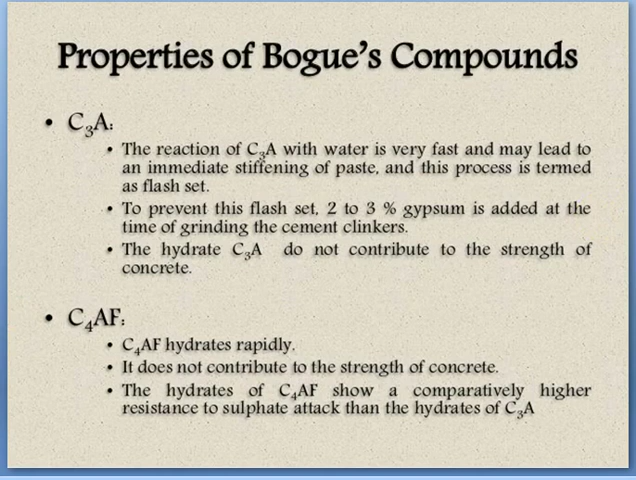 Properties of Bogue's Compounds
• C₃A:
• The reaction of C₃A with water is very fast and may lead to
an immediate stiffening of paste, and this process is termed
as flash set.
• To prevent this flash set, 2 to 3 % gypsum is added at the
time of grinding the cement clinkers.
• The hydrate C₃A do not contribute to the strength of
concrete.
• C₄AF:
• C₄AF hydrates rapidly.
• It does not contribute to the strength of concrete.
• The hydrates of C₄AF show a comparatively higher
resistance to sulphate attack than the hydrates of C₃A